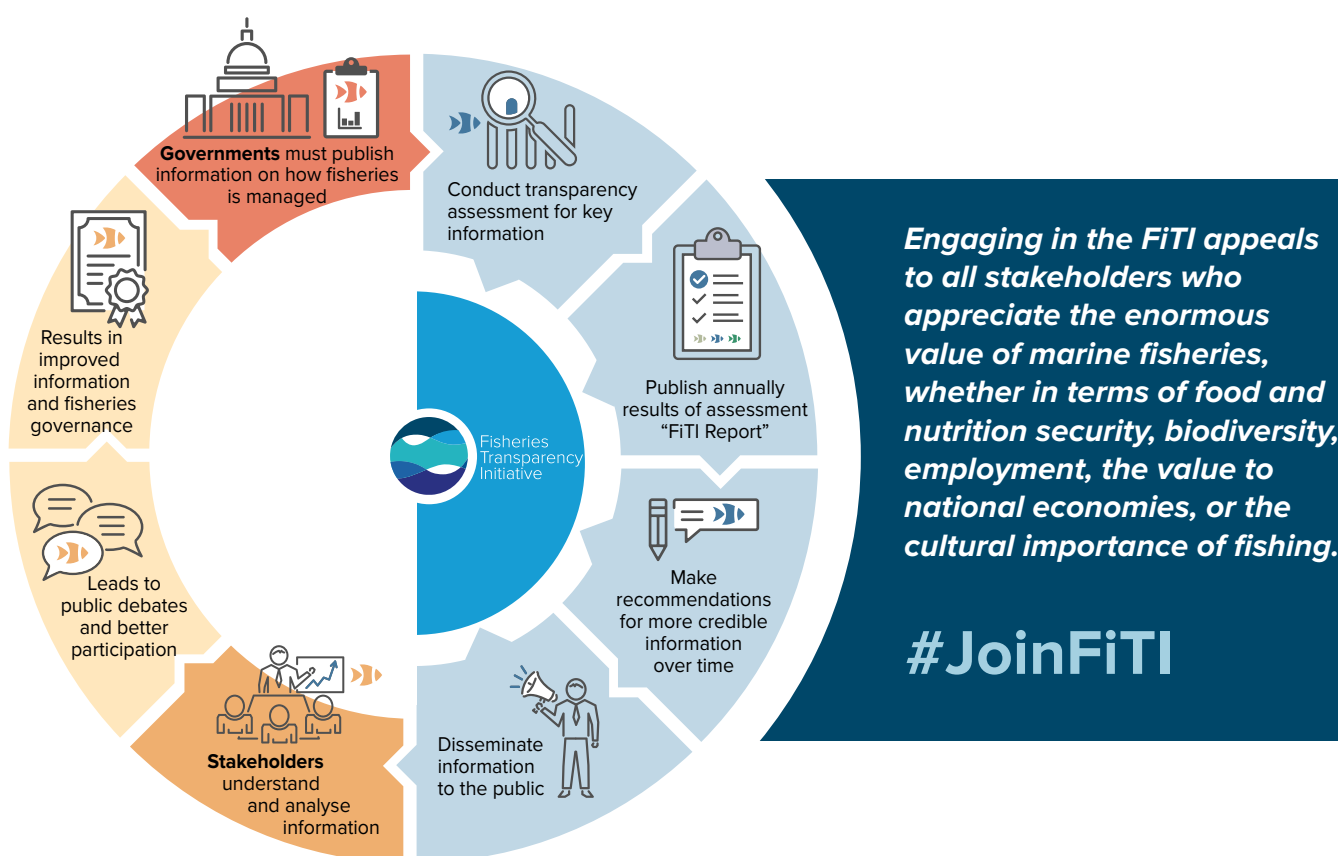 Governments must publish
information on how fisheries
is managed
Conduct transparency
assessment for key
information
Publish annually
results of assessment
“FiTI Report”
Make
recommendations
for more credible
information
over time
Disseminate
information
to the public
Stakeholders
understand
and analyse
information
Leads to
public debates
and better
participation
Results in
improved
information
and fisheries
governance
Fisheries
Transparency
Initiative
Engaging in the FiTI appeals
to all stakeholders who
appreciate the enormous
value of marine fisheries,
whether in terms of food and
nutrition security, biodiversity,
employment, the value to
national economies, or the
cultural importance of fishing.
#JoinFiTI